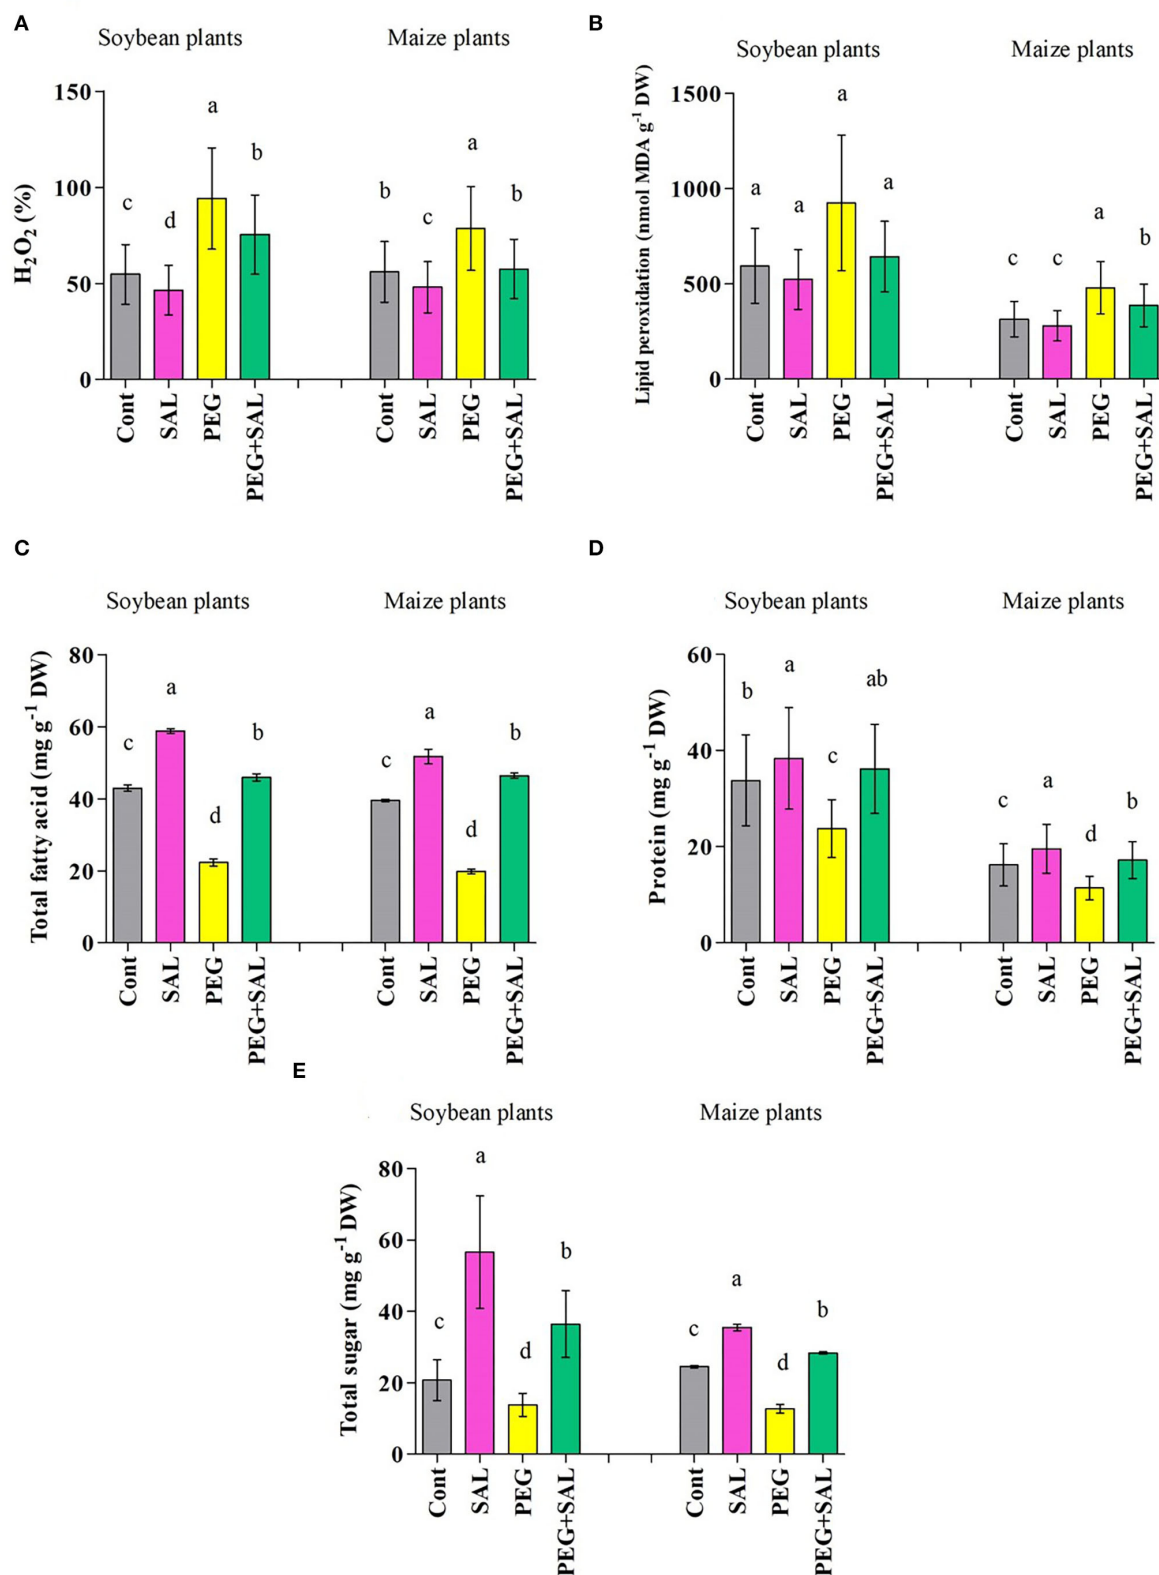 A
Soybean plants
Maize plants
H2O2 (%)
150
100
50
0
c
d
a
b
b
c
a
b
Cont
SAL
PEG
PEG+SAL
Cont
SAL
PEG
PEG+SAL
B
Soybean plants
Maize plants
Lipid peroxidation (nmol MDA g-1 DW)
1500
1000
500
0
a
a
a
a
c
c
a
b
Cont
SAL
PEG
PEG+SAL
Cont
SAL
PEG
PEG+SAL
C
Soybean plants
Maize plants
Total fatty acid (mg g-1 DW)
80
60
40
20
0
c
a
d
b
c
a
d
b
Cont
SAL
PEG
PEG+SAL
Cont
SAL
PEG
PEG+SAL
D
Soybean plants
Maize plants
Protein (mg g-1 DW)
60
40
20
0
b
a
c
ab
c
a
d
b
Cont
SAL
PEG
PEG+SAL
Cont
SAL
PEG
PEG+SAL
E
Soybean plants
Maize plants
Total sugar (mg g-1 DW)
80
60
40
20
0
c
a
d
b
c
a
d
b
Cont
SAL
PEG
PEG+SAL
Cont
SAL
PEG
PEG+SAL